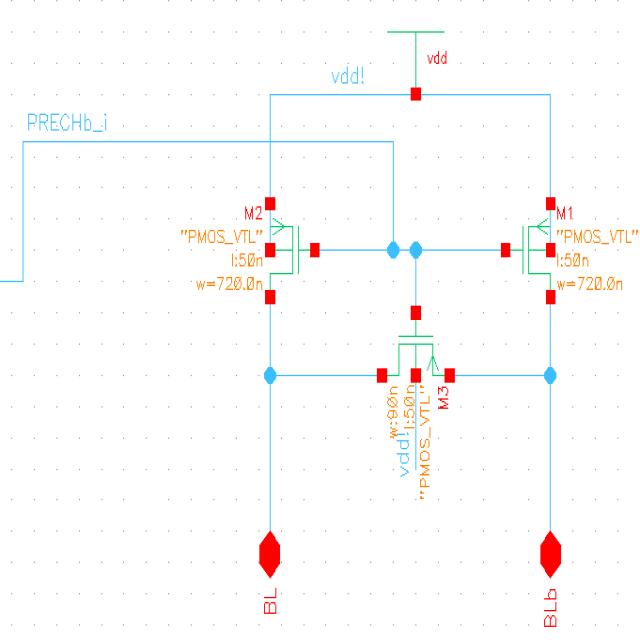 vdd
vdd!
PRECHb_i
M2
"PMOS_VTL"
l:50n
w=720.0n
M1
"PMOS_VTL"
l:50n
w=720.0n
M3
w:90n
l:50n
"PMOS_VTL"
vdd!
BL
BLb